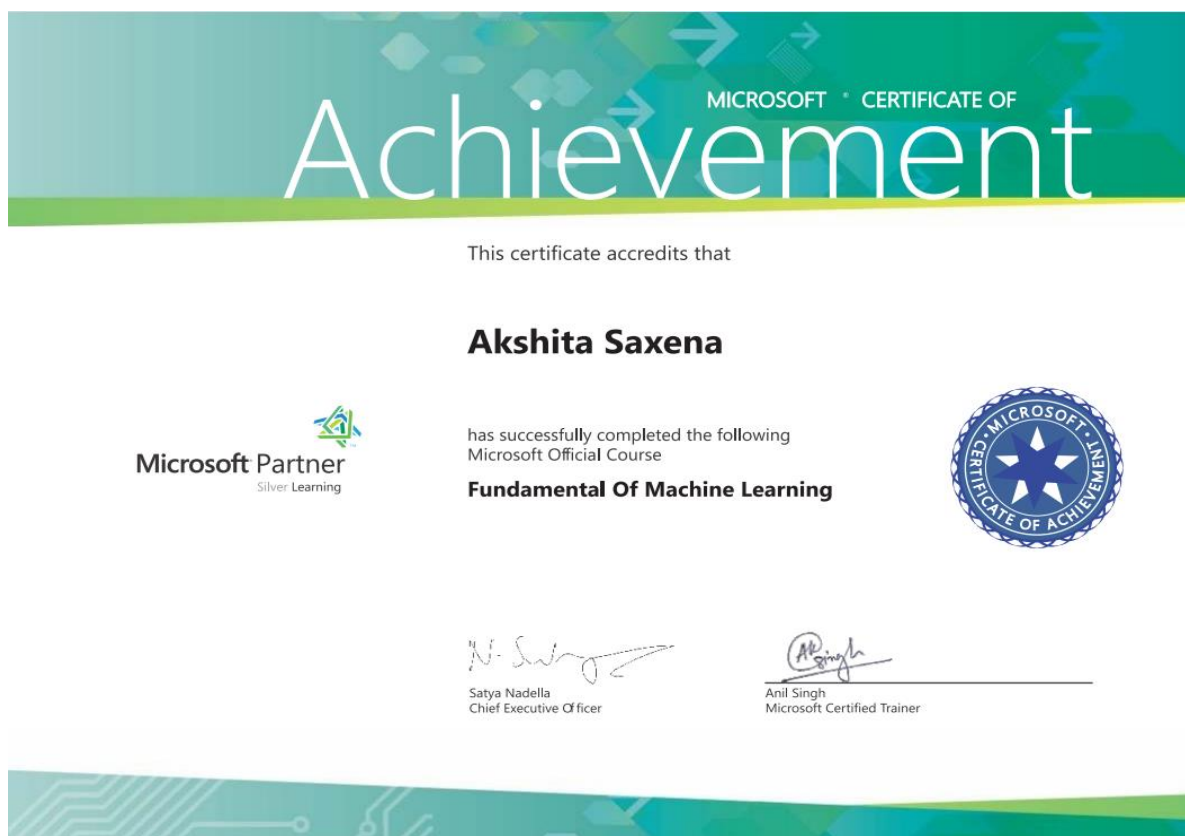 MICROSOFT ® CERTIFICATE OF
Achievement
This certificate accredits that
Akshita Saxena
Microsoft Partner
Silver Learning
has successfully completed the following
Microsoft Official Course
Fundamental Of Machine Learning
MICROSOFT • CERTIFICATE OF ACHIEVEMENT •
AK Singh
Satya Nadella
Chief Executive Officer
Anil Singh
Microsoft Certified Trainer